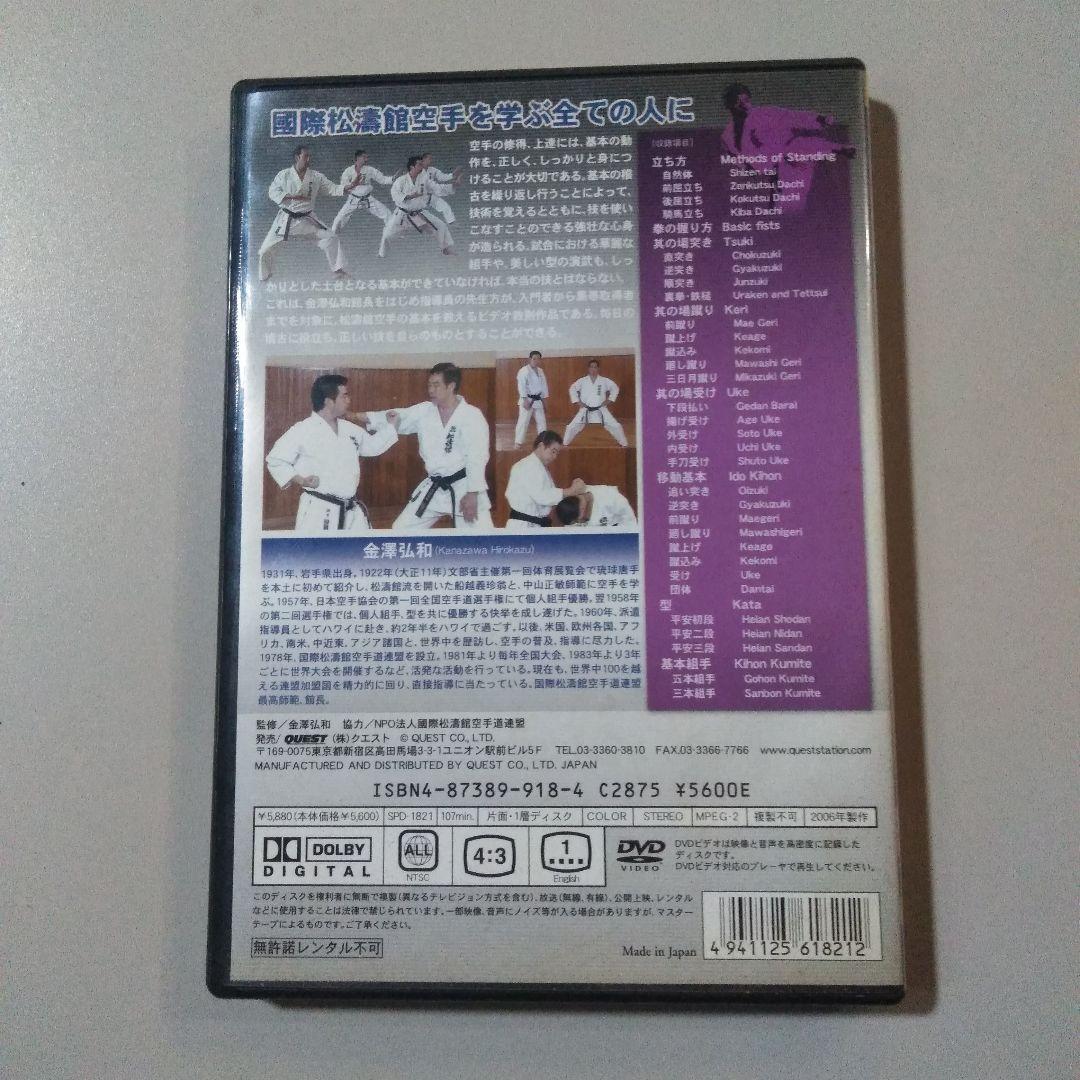 國際松濤館空手を学ぶ全ての人に
空手の修得、上達には、基本の動
作を、正しく、しっかりと身につ
けることが大切である。基本の稽
古を繰り返し行うことによって、
技術を覚えるとともに、技を使い
こなすことのできる強壮な心身
が造られる。試合における華麗な
組手や、美しい型の演武も、しっ
かりとした土台となる基本ができていなければ、本当の技とはならない。
これは、金澤弘和館長をはじめ指導員の先生方が、入門者から黒帯取得者
までを対象に、松濤館空手の基本を教えるビデオ教則作品である。毎日の
稽古に役立ち、正しい技を自らのものとすることができる。
金澤弘和(Kanazawa Hirokazu)
1931年、岩手県出身。1922年(大正11年)文部省主催第一回体育展覧会で琉球唐手
を本土に初めて紹介し、松濤館流を開いた船越義珍翁と、中山正敏師範に空手を学
ぶ。1957年、日本空手協会の第一回全国空手道選手権にて個人組手優勝。翌1958年
の第二回選手権では、個人組手、型を共に優勝する快挙を成し遂げた。1960年、派遣
指導員としてハワイに赴き、約2年半をハワイで過ごす。以後、米国、欧州各国、アフ
リカ、南米、中近東、アジア諸国と、世界中を歴訪し、空手の普及、指導に尽力した。
1978年、国際松濤館空手道連盟を設立。1981年より毎年全国大会、1983年より3年
ごとに世界大会を開催するなど、活発な活動を行っている。現在も、世界中100を越
える連盟加盟国を精力的に回り、直接指導に当たっている。国際松濤館空手道連盟
最高師範、館長。
[収録項目]
立ち方 Methods of Standing
自然体 Shizen tai
前屈立ち Zenkutsu Dachi
後屈立ち Kokutsu Dachi
騎馬立ち Kiba Dachi
拳の握り方 Basic fists
其の場突き Tsuki
直突き Chokuzuki
逆突き Gyakuzuki
順突き Junzuki
裏拳・鉄槌 Uraken and Tettsui
其の場蹴り Keri
前蹴り Mae Geri
蹴上げ Keage
蹴込み Kekomi
廻し蹴り Mawashi Geri
三日月蹴り Mikazuki Geri
其の場受け Uke
下段払い Gedan Barai
揚げ受け Age Uke
外受け Soto Uke
内受け Uchi Uke
手刀受け Shuto Uke
移動基本 Ido Kihon
追い突き Oizuki
逆突き Gyakuzuki
前蹴り Maegeri
廻し蹴り Mawashigeri
蹴上げ Keage
蹴込み Kekomi
受け Uke
団体 Dantai
型 Kata
平安初段 Heian Shodan
平安二段 Heian Nidan
平安三段 Heian Sandan
基本組手 Kihon Kumite
五本組手 Gohon Kumite
三本組手 Sanbon Kumite
監修/金澤弘和 協力/NPO法人國際松濤館空手道連盟
発売/ QUEST (株)クエスト © QUEST CO., LTD.
〒169-0075東京都新宿区高田馬場3-3-1ユニオン駅前ビル5F TEL.03-3360-3810 FAX.03-3366-7766 www.queststation.com
MANUFACTURED AND DISTRIBUTED BY QUEST CO., LTD. JAPAN
ISBN4-87389-918-4 C2875 ¥5600E
¥5,880(本体価格¥5,600) SPD-1821 107min. 片面・1層ディスク COLOR STEREO MPEG-2 複製不可 2006年製作
DOLBY
DIGITAL
ALL
NTSC
4:3
1
English
DVD
VIDEO
DVDビデオは映像と音声を高密度に記録した
ディスクです。
DVDビデオ対応のプレーヤで再生してください。
このディスクを権利者に無断で複製(異なるテレビジョン方式を含む)、放送(無線、有線)、公開上映、レンタル
などに使用することは法律で禁じられています。一部映像、音声にノイズ等が入る場合がありますが、マスター
テープによるものです。ご了承ください。
無許諾レンタル不可
Made in Japan
4 941125 618212